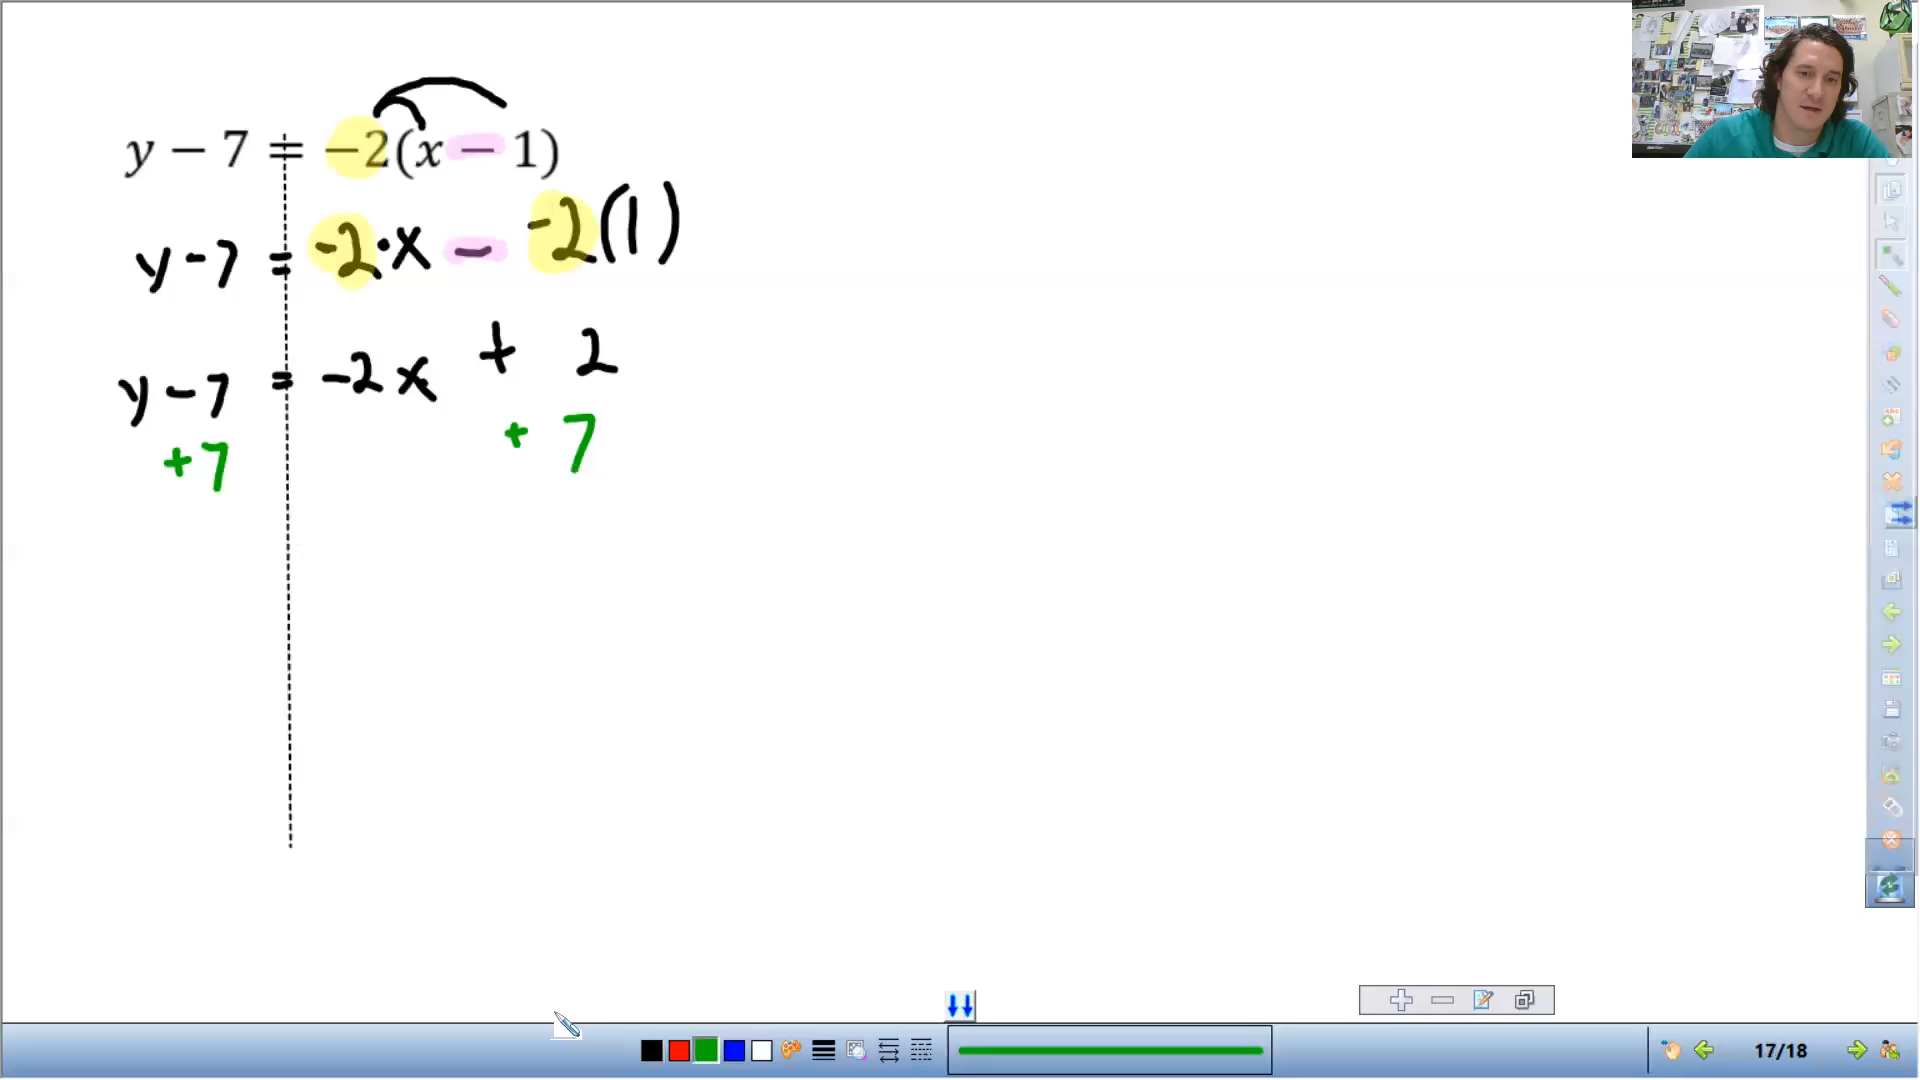 y − 7 = −2(x − 1)
y - 7 = -2·x - -2(1)
y - 7 = -2x + 2
+7 + 7
17/18